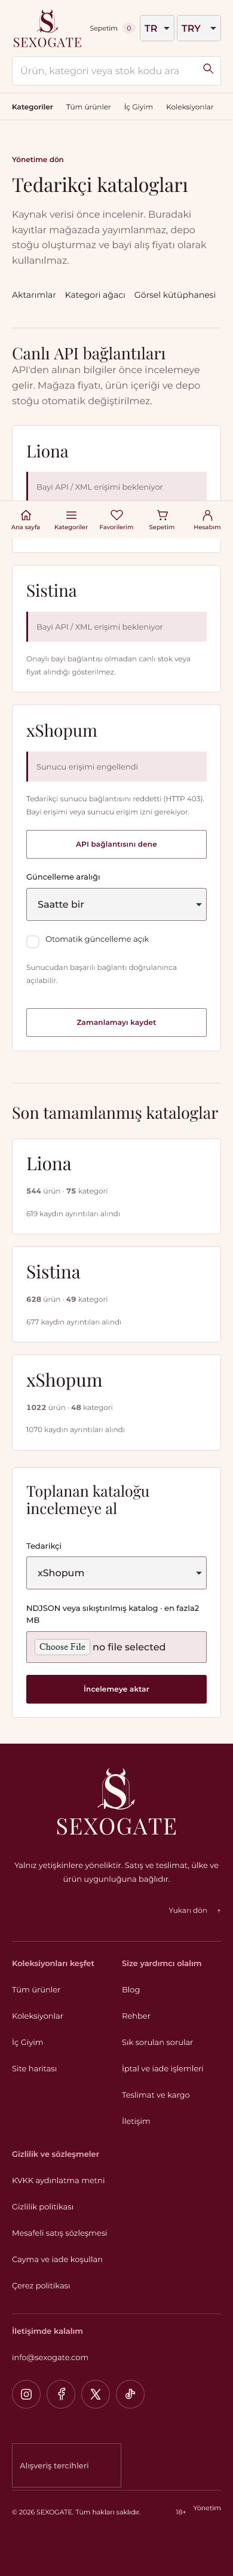 SEXOGATE
Sepetim 0
TR
TRY
Ürün, kategori veya stok kodu ara
Kategoriler
Tüm ürünler
İç Giyim
Koleksiyonlar
Yönetime dön
Tedarikçi katalogları
Kaynak verisi önce incelenir. Buradaki
kayıtlar mağazada yayımlanmaz, depo
stoğu oluşturmaz ve bayi alış fiyatı olarak
kullanılmaz.
Aktarımlar
Kategori ağacı
Görsel kütüphanesi
Canlı API bağlantıları
API'den alınan bilgiler önce incelemeye
gelir. Mağaza fiyatı, ürün içeriği ve depo
stoğu otomatik değiştirilmez.
Liona
Bayi API / XML erişimi bekleniyor
Ana sayfa
Kategoriler
Favorilerim
Sepetim
Hesabım
Sistina
Bayi API / XML erişimi bekleniyor
Onaylı bayi bağlantısı olmadan canlı stok veya
fiyat alındığı gösterilmez.
xShopum
Sunucu erişimi engellendi
Tedarikçi sunucu bağlantısını reddetti (HTTP 403).
Bayi erişimi veya sunucu erişim izni gerekiyor.
API bağlantısını dene
Güncelleme aralığı
Saatte bir
Otomatik güncelleme açık
Sunucudan başarılı bağlantı doğrulanınca
açılabilir.
Zamanlamayı kaydet
Son tamamlanmış kataloglar
Liona
544 ürün · 75 kategori
619 kaydın ayrıntıları alındı
Sistina
628 ürün · 49 kategori
677 kaydın ayrıntıları alındı
xShopum
1022 ürün · 48 kategori
1070 kaydın ayrıntıları alındı
Toplanan kataloğu
incelemeye al
Tedarikçi
xShopum
NDJSON veya sıkıştırılmış katalog · en fazla2
MB
Choose File no file selected
İncelemeye aktar
SEXOGATE
Yalnız yetişkinlere yöneliktir. Satış ve teslimat, ülke ve
ürün uygunluğuna bağlıdır.
Yukarı dön ↑
Koleksiyonları keşfet
Tüm ürünler
Koleksiyonlar
İç Giyim
Site haritası
Size yardımcı olalım
Blog
Rehber
Sık sorulan sorular
İptal ve iade işlemleri
Teslimat ve kargo
İletişim
Gizlilik ve sözleşmeler
KVKK aydınlatma metni
Gizlilik politikası
Mesafeli satış sözleşmesi
Cayma ve iade koşulları
Çerez politikası
İletişimde kalalım
info@sexogate.com
Alışveriş tercihleri
© 2026 SEXOGATE. Tüm hakları saklıdır.
18+
Yönetim